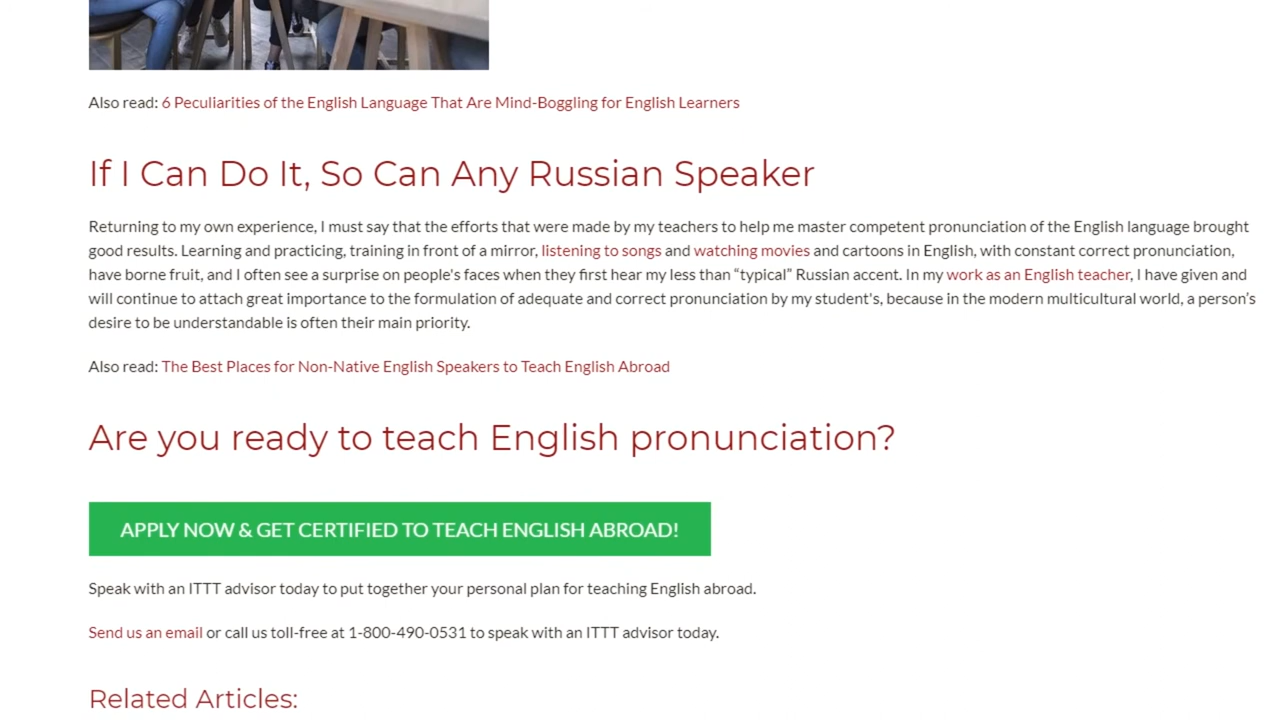 Also read: 6 Peculiarities of the English Language That Are Mind-Boggling for English Learners
If I Can Do It, So Can Any Russian Speaker
Returning to my own experience, I must say that the efforts that were made by my teachers to help me master competent pronunciation of the English language brought
good results. Learning and practicing, training in front of a mirror, listening to songs and watching movies and cartoons in English, with constant correct pronunciation,
have borne fruit, and I often see a surprise on people's faces when they first hear my less than “typical” Russian accent. In my work as an English teacher, I have given and
will continue to attach great importance to the formulation of adequate and correct pronunciation by my student's, because in the modern multicultural world, a person’s
desire to be understandable is often their main priority.
Also read: The Best Places for Non-Native English Speakers to Teach English Abroad
Are you ready to teach English pronunciation?
APPLY NOW & GET CERTIFIED TO TEACH ENGLISH ABROAD!
Speak with an ITTT advisor today to put together your personal plan for teaching English abroad.
Send us an email or call us toll-free at 1-800-490-0531 to speak with an ITTT advisor today.
Related Articles: